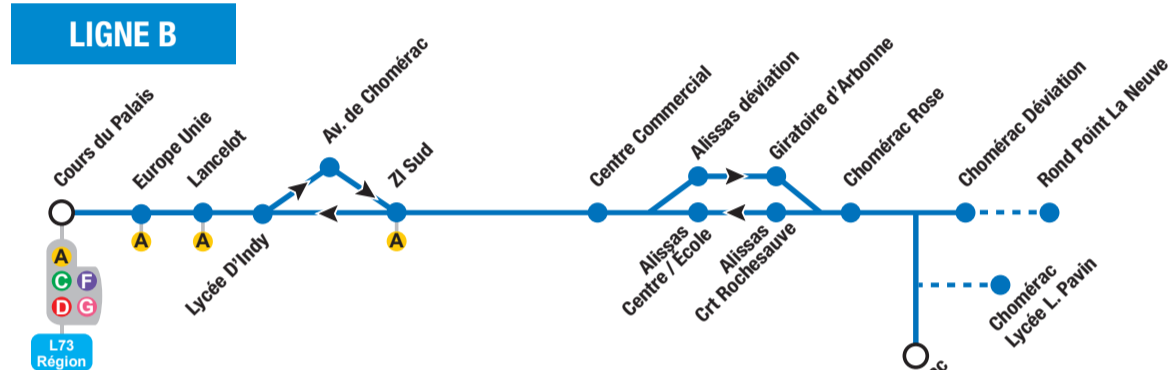 LIGNE B
Cours du Palais
Europe Unie
Lancelot
Lycée D'Indy
Av. de Chomérac
ZI Sud
Centre Commercial
Alissas déviation
Giratoire d'Arbonne
Alissas
Centre / École
Alissas
Crt Rochesauve
Chomérac Rose
Chomérac Déviation
Rond Point La Neuve
Chomérac
Lycée L. Pavin
A
A
A
A
C
F
D
G
L73
Région